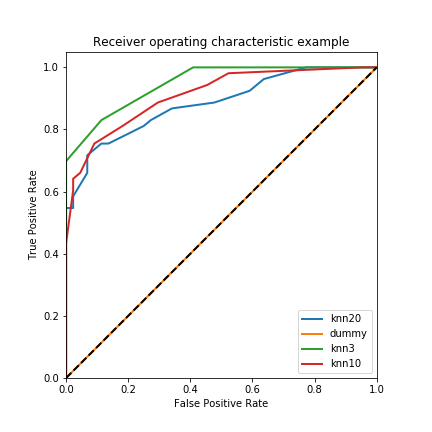 Receiver operating characteristic example
True Positive Rate
1.0
0.8
0.6
0.4
0.2
0.0
0.0 0.2 0.4 0.6 0.8 1.0
False Positive Rate
knn20
dummy
knn3
knn10